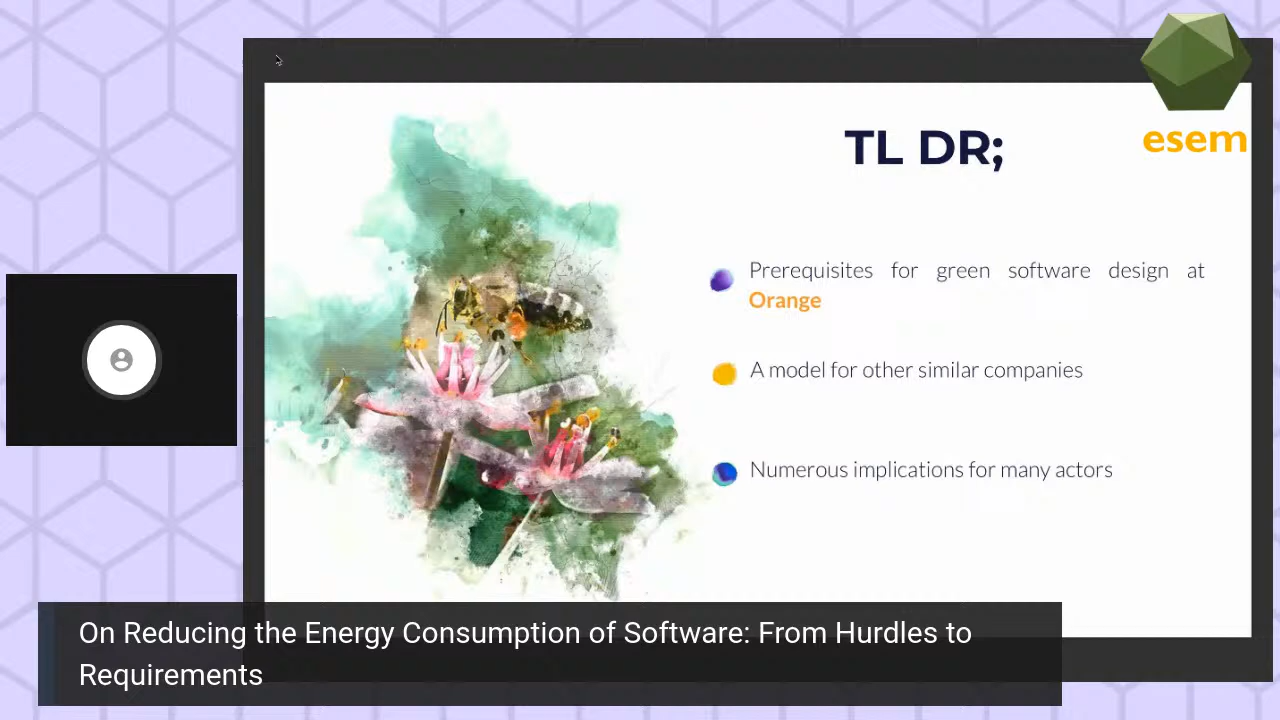 TL DR;
esem
Prerequisites for green software design at
Orange
A model for other similar companies
Numerous implications for many actors
On Reducing the Energy Consumption of Software: From Hurdles to
Requirements